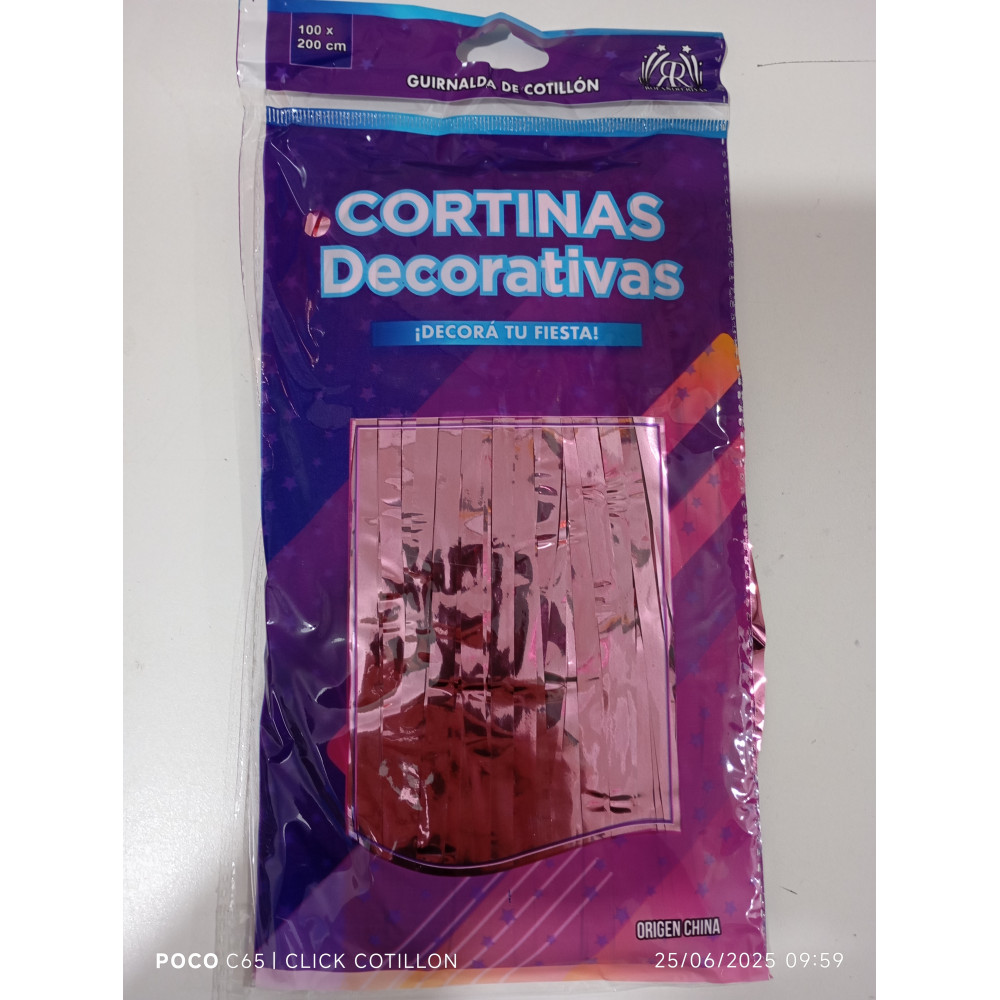 100 x
200 cm
GUIRNALDA DE COTILLÓN
RR
CORTINAS
Decorativas
¡DECORÁ TU FIESTA!
ORIGEN CHINA
POCO C65 | CLICK COTILLON
25/06/2025 09:59